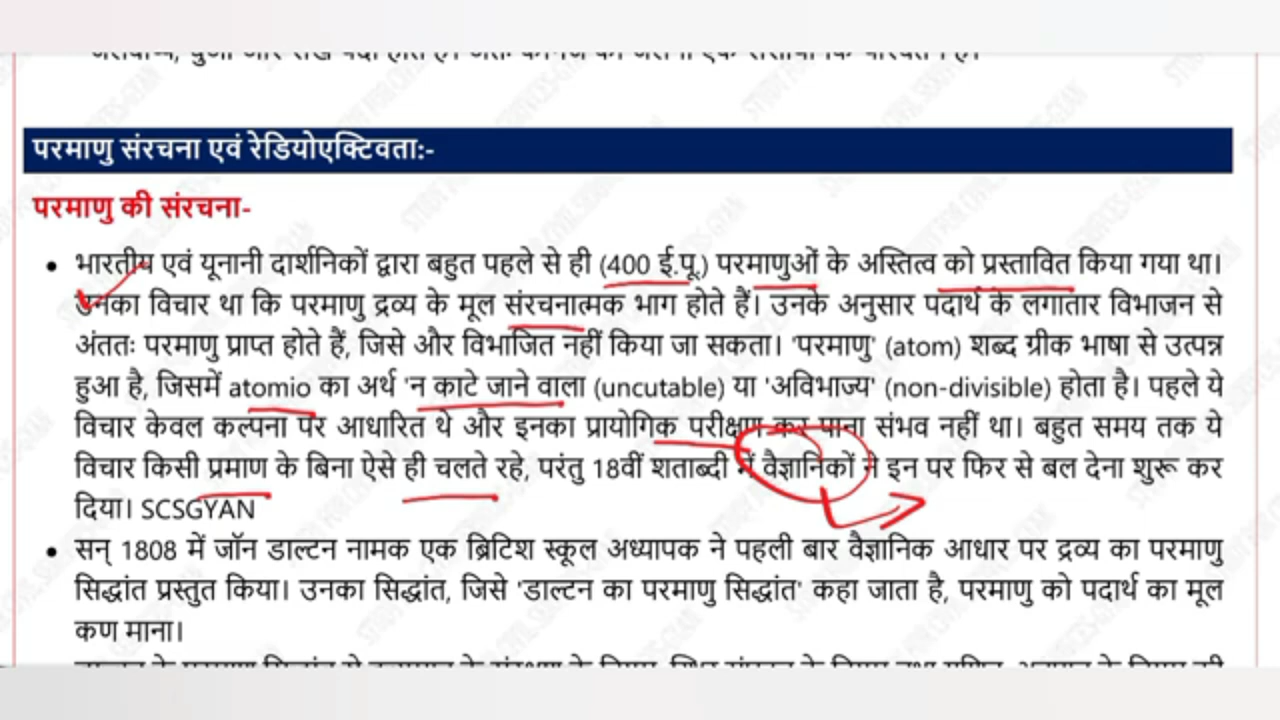 परमाणु संरचना एवं रेडियोएक्टिवताः-
परमाणु की संरचना-
• भारतीय एवं यूनानी दार्शनिकों द्वारा बहुत पहले से ही (400 ई.पू.) परमाणुओं के अस्तित्व को प्रस्तावित किया गया था।
उनका विचार था कि परमाणु द्रव्य के मूल संरचनात्मक भाग होते हैं। उनके अनुसार पदार्थ के लगातार विभाजन से
अंततः परमाणु प्राप्त होते हैं, जिसे और विभाजित नहीं किया जा सकता। 'परमाणु' (atom) शब्द ग्रीक भाषा से उत्पन्न
हुआ है, जिसमें atomio का अर्थ 'न काटे जाने वाला (uncutable) या 'अविभाज्य' (non-divisible) होता है। पहले ये
विचार केवल कल्पना पर आधारित थे और इनका प्रायोगिक परीक्षण कर पाना संभव नहीं था। बहुत समय तक ये
विचार किसी प्रमाण के बिना ऐसे ही चलते रहे, परंतु 18वीं शताब्दी में वैज्ञानिकों ने इन पर फिर से बल देना शुरू कर
दिया। SCSGYAN
• सन् 1808 में जॉन डाल्टन नामक एक ब्रिटिश स्कूल अध्यापक ने पहली बार वैज्ञानिक आधार पर द्रव्य का परमाणु
सिद्धांत प्रस्तुत किया। उनका सिद्धांत, जिसे 'डाल्टन का परमाणु सिद्धांत' कहा जाता है, परमाणु को पदार्थ का मूल
कण माना।